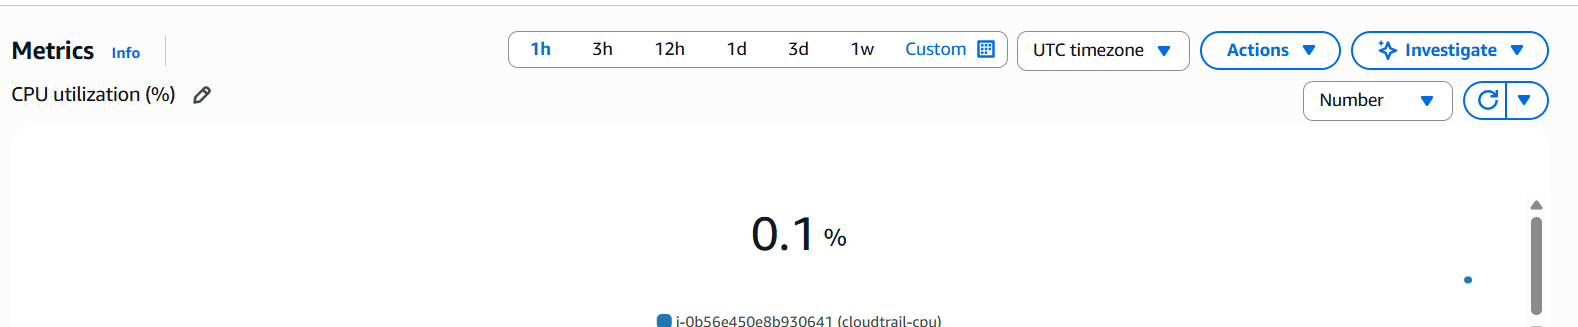 Metrics Info 1h 3h 12h 1d 3d 1w Custom UTC timezone Actions Investigate
CPU utilization (%) Number
0.1 %
i-0b56e450e8b930641 (cloudtrail-cpu)